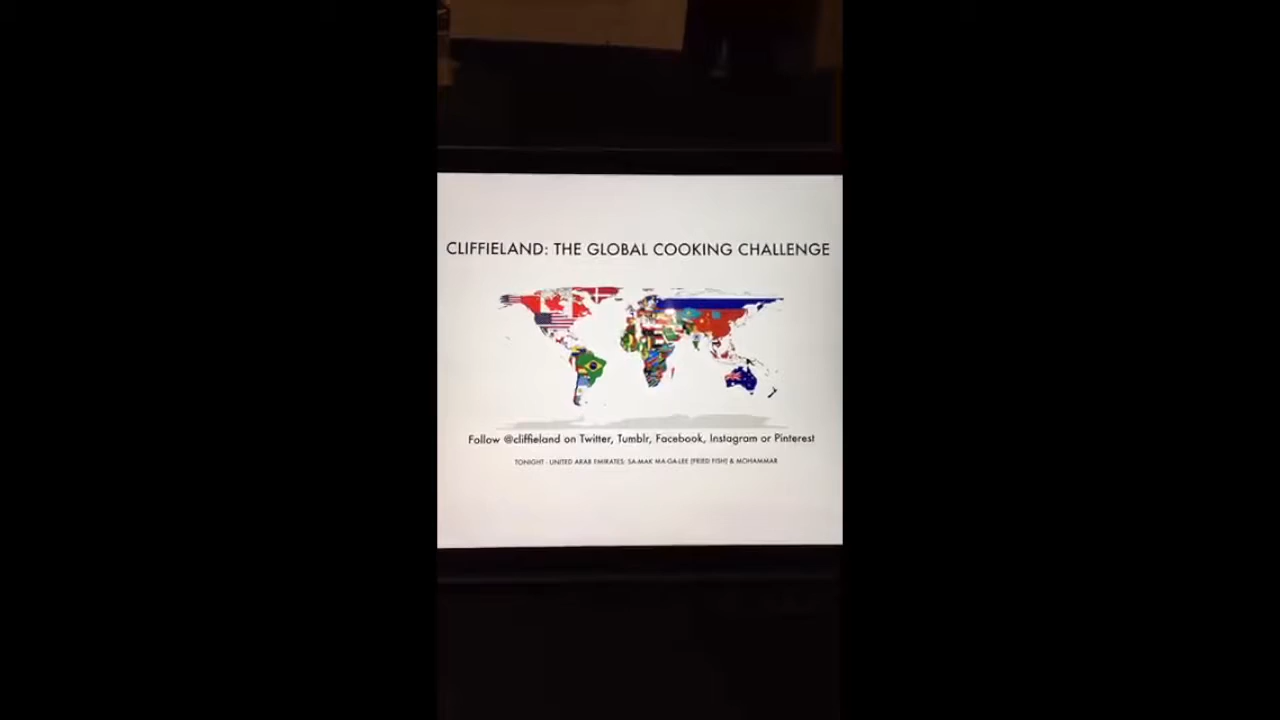 CLIFFIELAND: THE GLOBAL COOKING CHALLENGE
Follow @cliffieland on Twitter, Tumblr, Facebook, Instagram or Pinterest
TONIGHT - UNITED ARAB EMIRATES: SA-MAK MA-GA-LEE (FRIED FISH) & MOHAMMAR